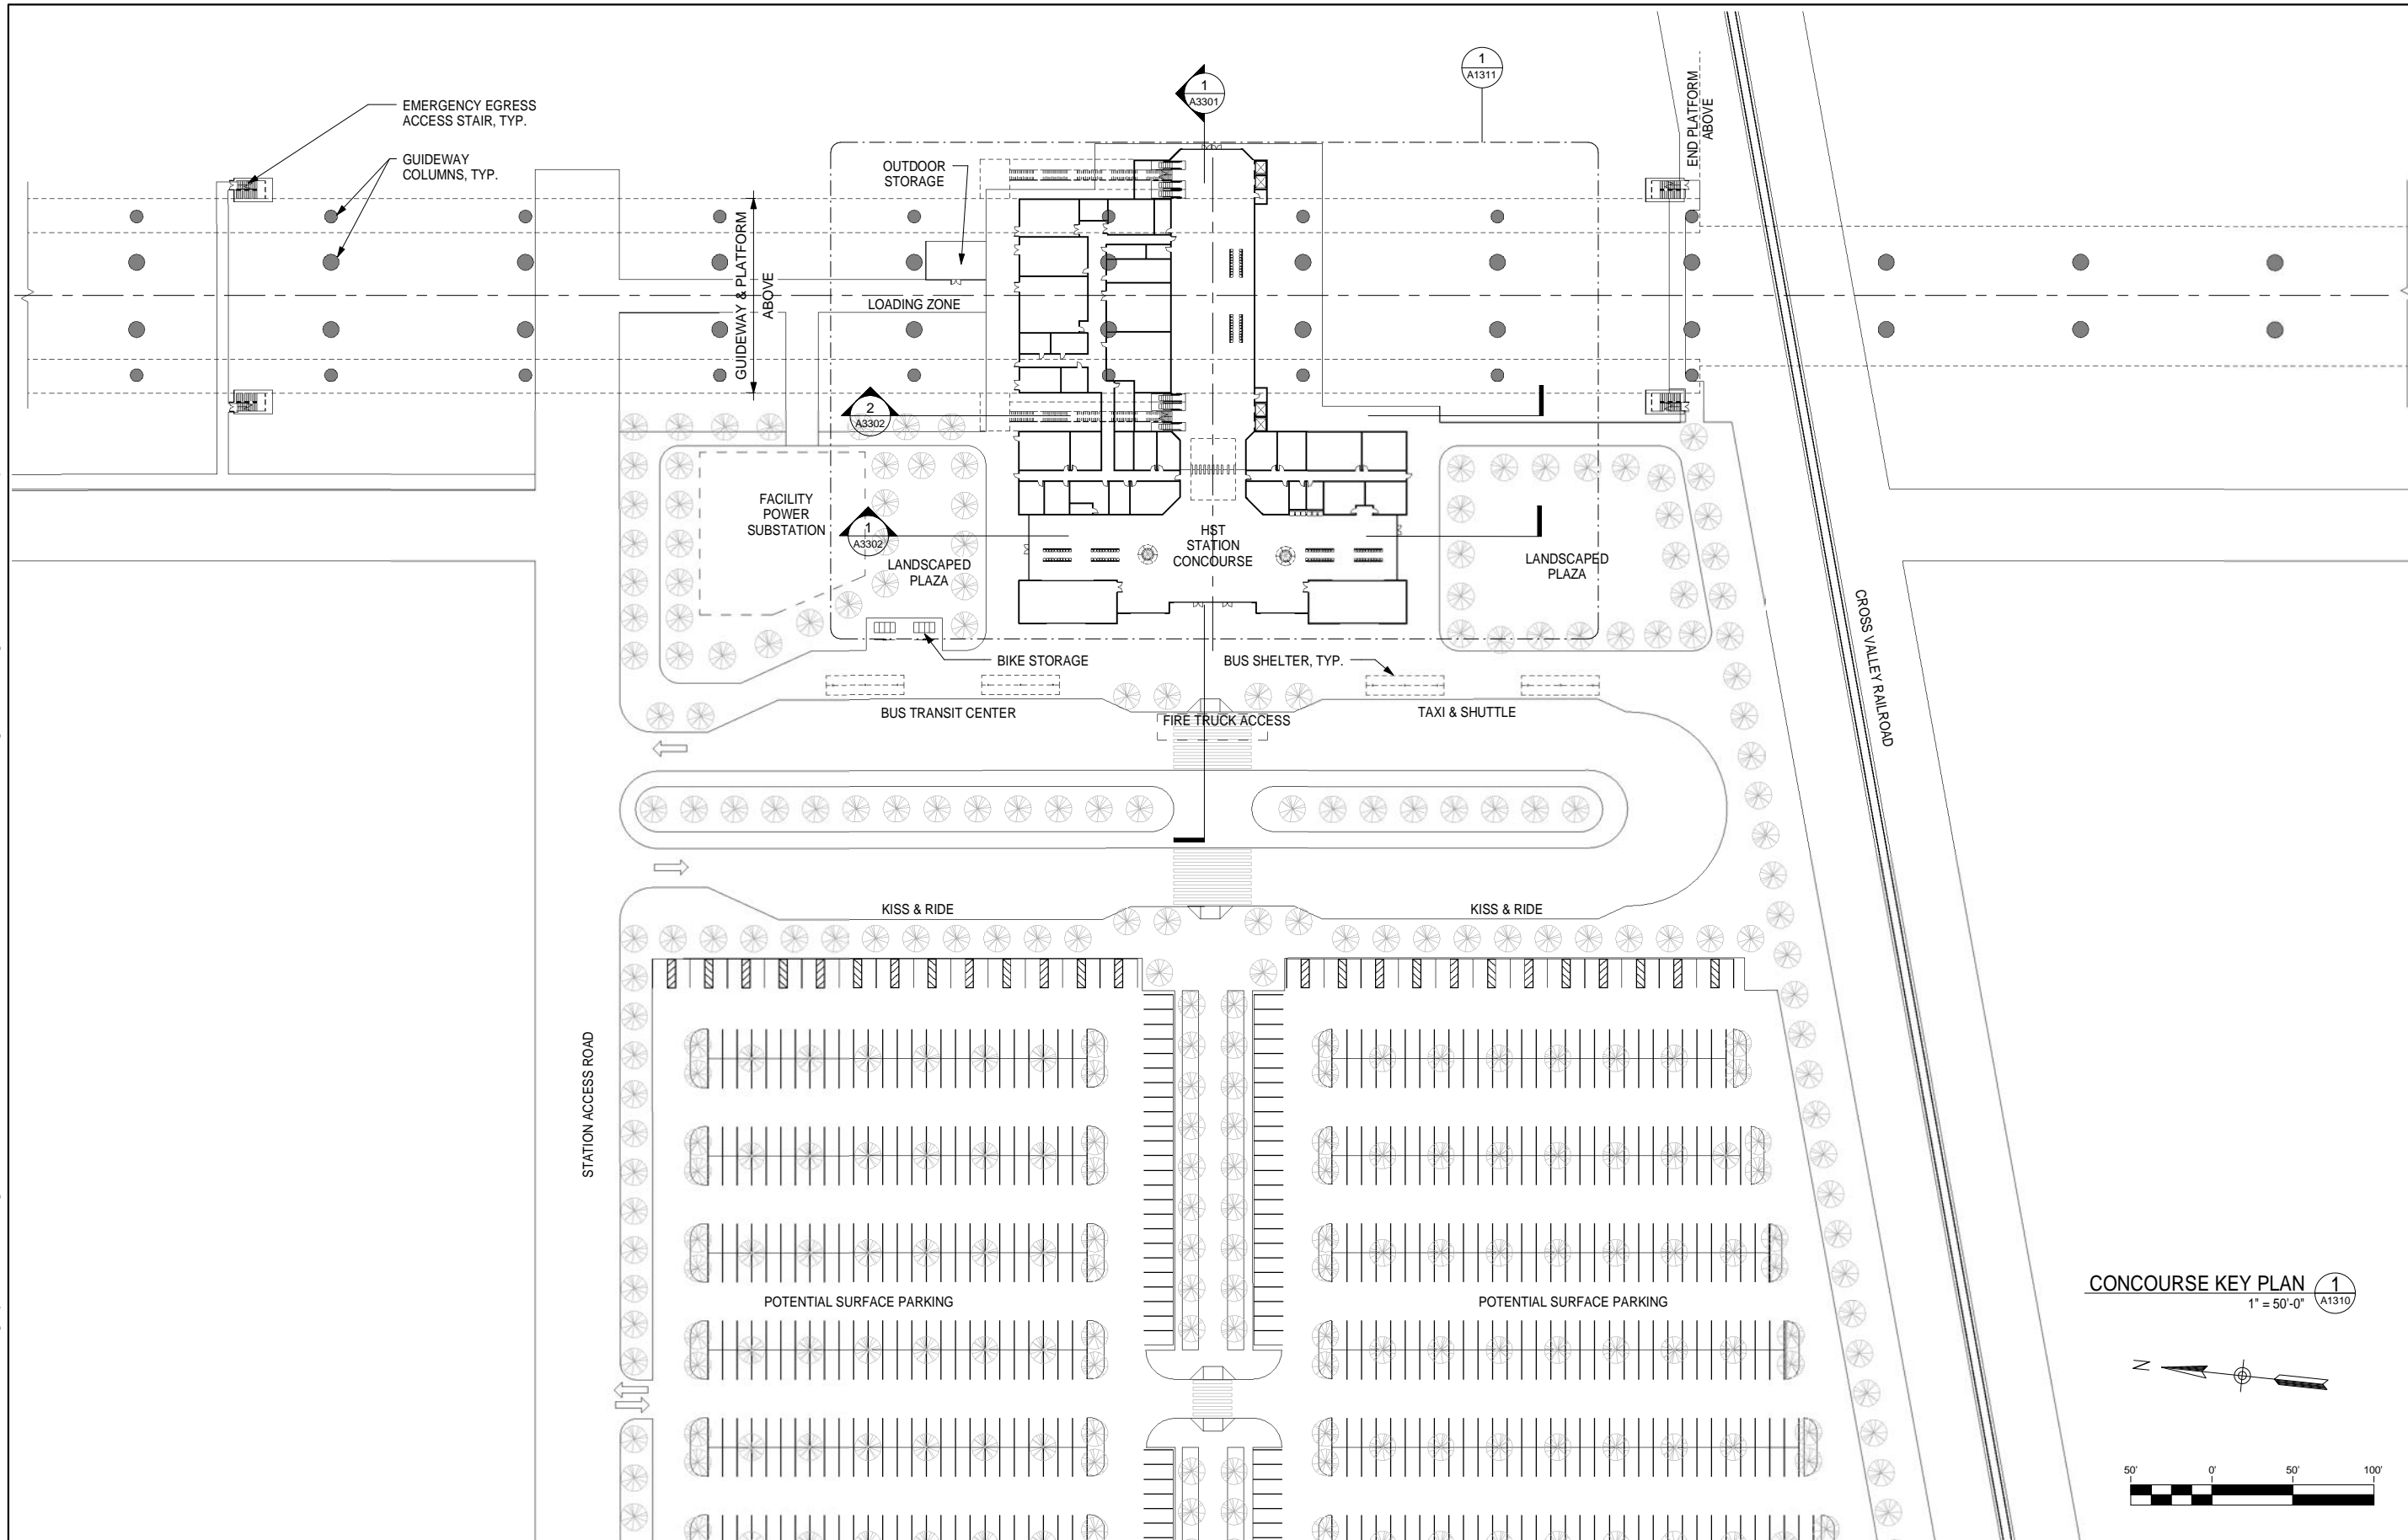 1
A1311
1
A3301
END PLATFORM
ABOVE
EMERGENCY EGRESS
ACCESS STAIR, TYP.
GUIDEWAY
COLUMNS, TYP.
OUTDOOR
STORAGE
GUIDEWAY & PLATFORM
ABOVE
LOADING ZONE
2
A3302
FACILITY
POWER
SUBSTATION
1
A3302
LANDSCAPED
PLAZA
HST
STATION
CONCOURSE
LANDSCAPED
PLAZA
CROSS VALLEY RAILROAD
BIKE STORAGE
BUS SHELTER, TYP.
BUS TRANSIT CENTER
FIRE TRUCK ACCESS
TAXI & SHUTTLE
KISS & RIDE
KISS & RIDE
STATION ACCESS ROAD
POTENTIAL SURFACE PARKING
POTENTIAL SURFACE PARKING
CONCOURSE KEY PLAN
1
A1310
1" = 50'-0"
N
50'
0'
50'
100'